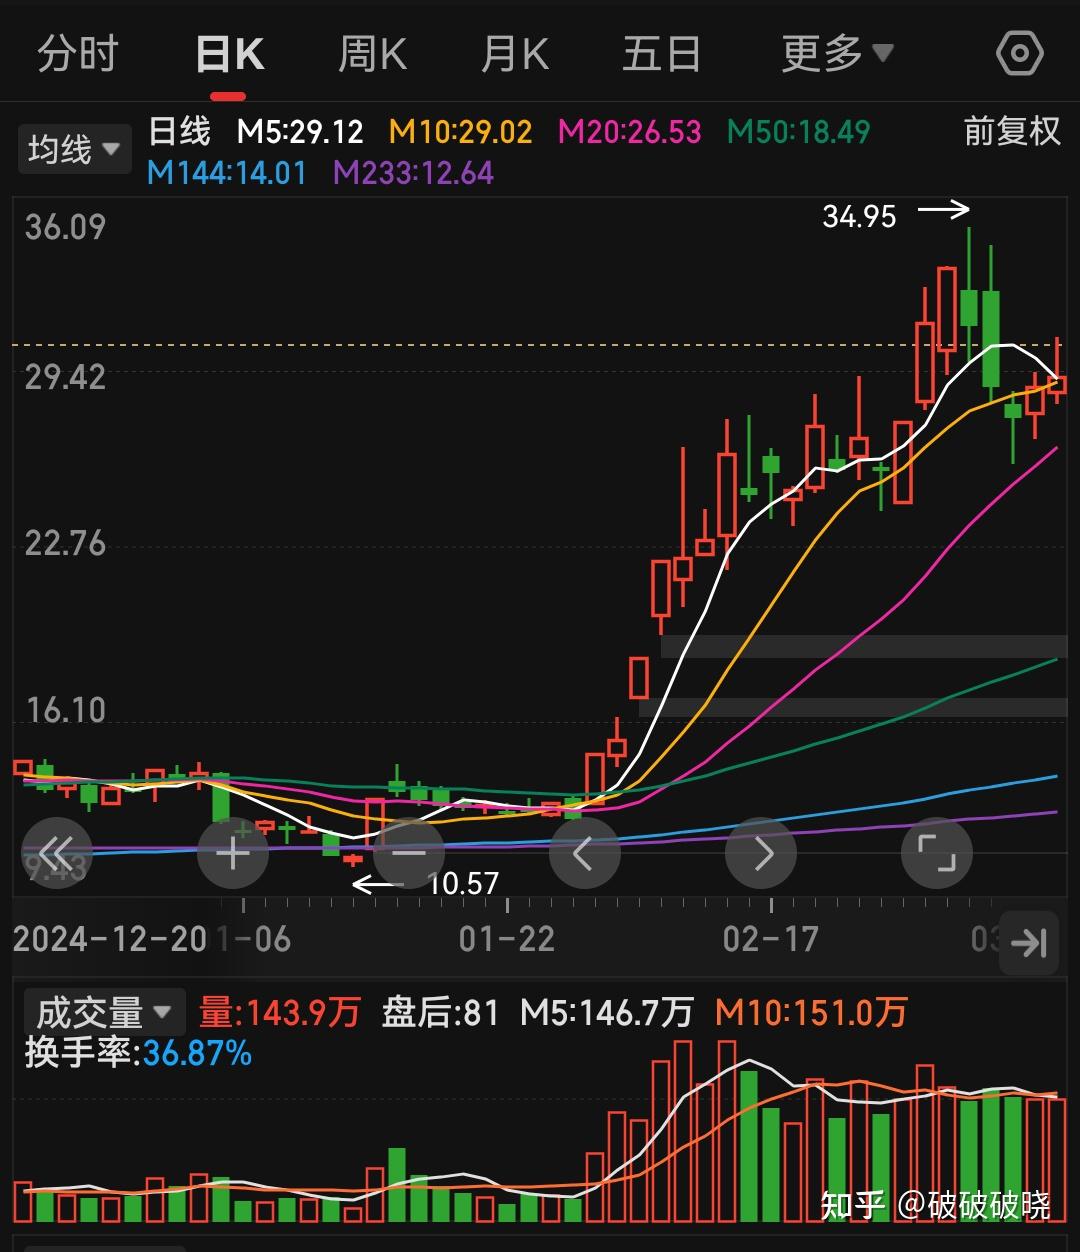 分时 日K 周K 月K 五日 更多
均线 日线 M5:29.12 M10:29.02 M20:26.53 M50:18.49 前复权
M144:14.01 M233:12.64
36.09
34.95
29.42
22.76
16.10
9.43
10.57
2024-12-20 1-06 01-22 02-17 03
成交量 量:143.9万 盘后:81 M5:146.7万 M10:151.0万
换手率:36.87%
知乎 @破破破晓